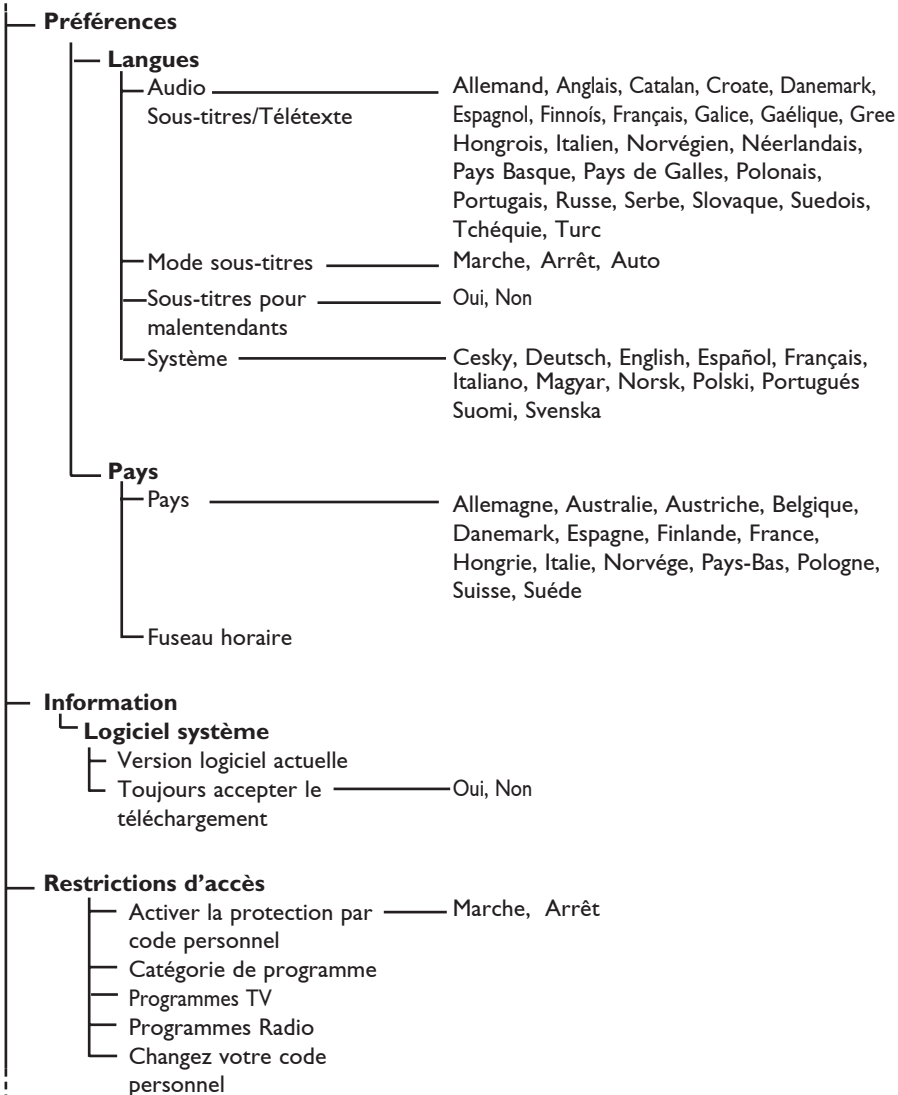 Préférences
Langues
Audio
Sous-titres/Télétexte
Allemand, Anglais, Catalan, Croate, Danemark,
Espagnol, Finnoís, Français, Galice, Gaélique, Gree
Hongrois, Italien, Norvégien, Néerlandais,
Pays Basque, Pays de Galles, Polonais,
Portugais, Russe, Serbe, Slovaque, Suedois,
Tchéquie, Turc
Mode sous-titres
Marche, Arrêt, Auto
Sous-titres pour
malentendants
Oui, Non
Système
Cesky, Deutsch, English, Español, Français,
Italiano, Magyar, Norsk, Polski, Portugués
Suomi, Svenska
Pays
Pays
Allemagne, Australie, Austriche, Belgique,
Danemark, Espagne, Finlande, France,
Hongrie, Italie, Norvége, Pays-Bas, Pologne,
Suisse, Suéde
Fuseau horaire
Information
Logiciel système
Version logiciel actuelle
Toujours accepter le
téléchargement
Oui, Non
Restrictions d'accès
Activer la protection par
code personnel
Marche, Arrêt
Catégorie de programme
Programmes TV
Programmes Radio
Changez votre code
personnel